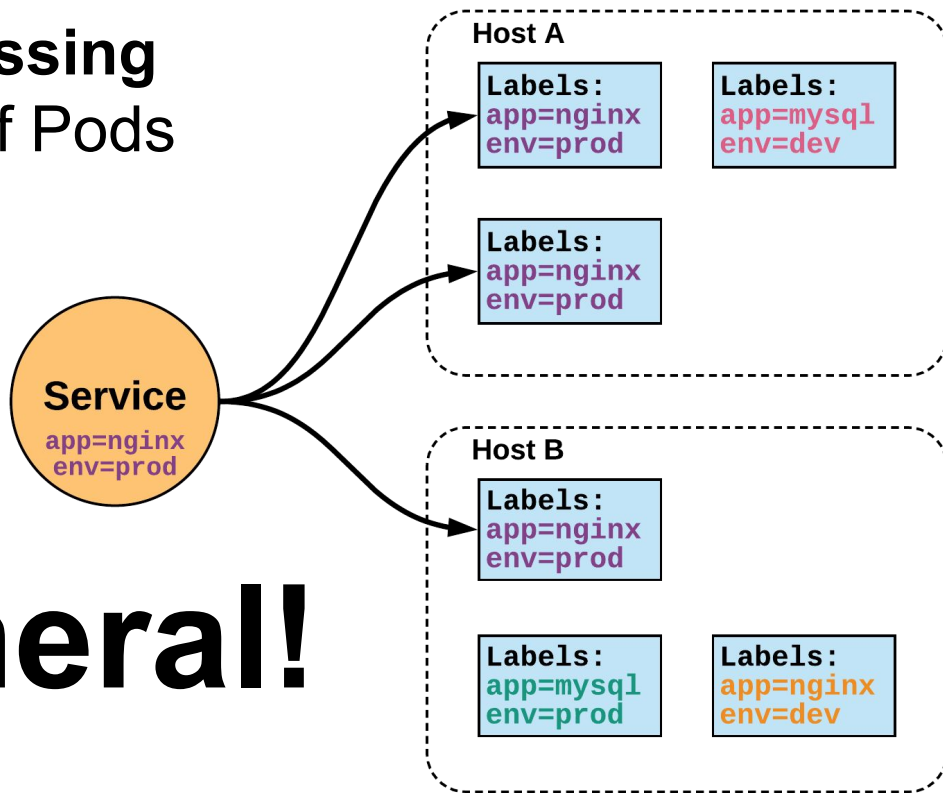 ssing
f Pods
Service
app=nginx
env=prod
neral!
Host A
Labels:
app=nginx
env=prod
Labels:
app=mysql
env=dev
Labels:
app=nginx
env=prod
Host B
Labels:
app=nginx
env=prod
Labels:
app=mysql
env=prod
Labels:
app=nginx
env=dev